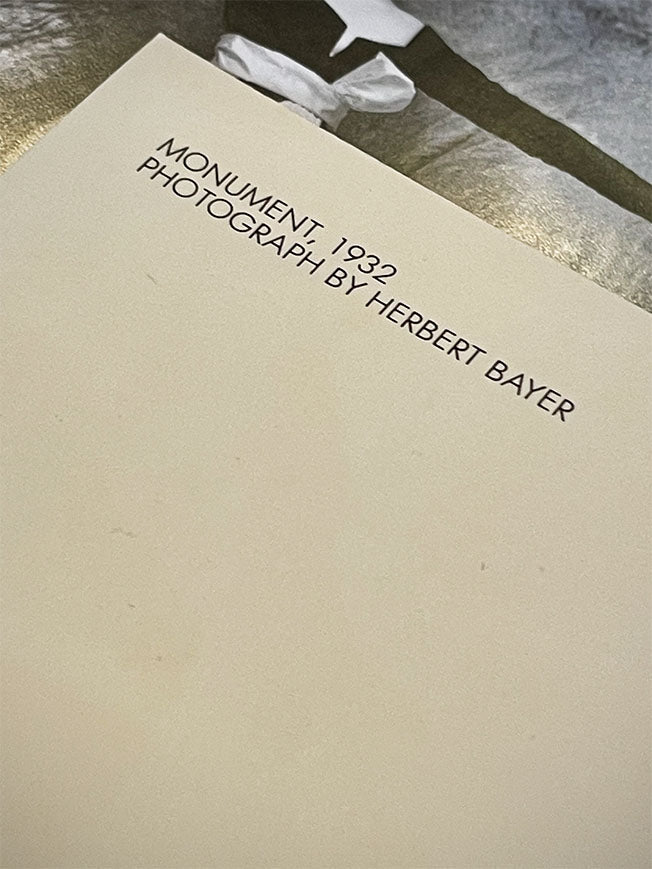 MONUMENT, 1932
PHOTOGRAPH BY HERBERT BAYER